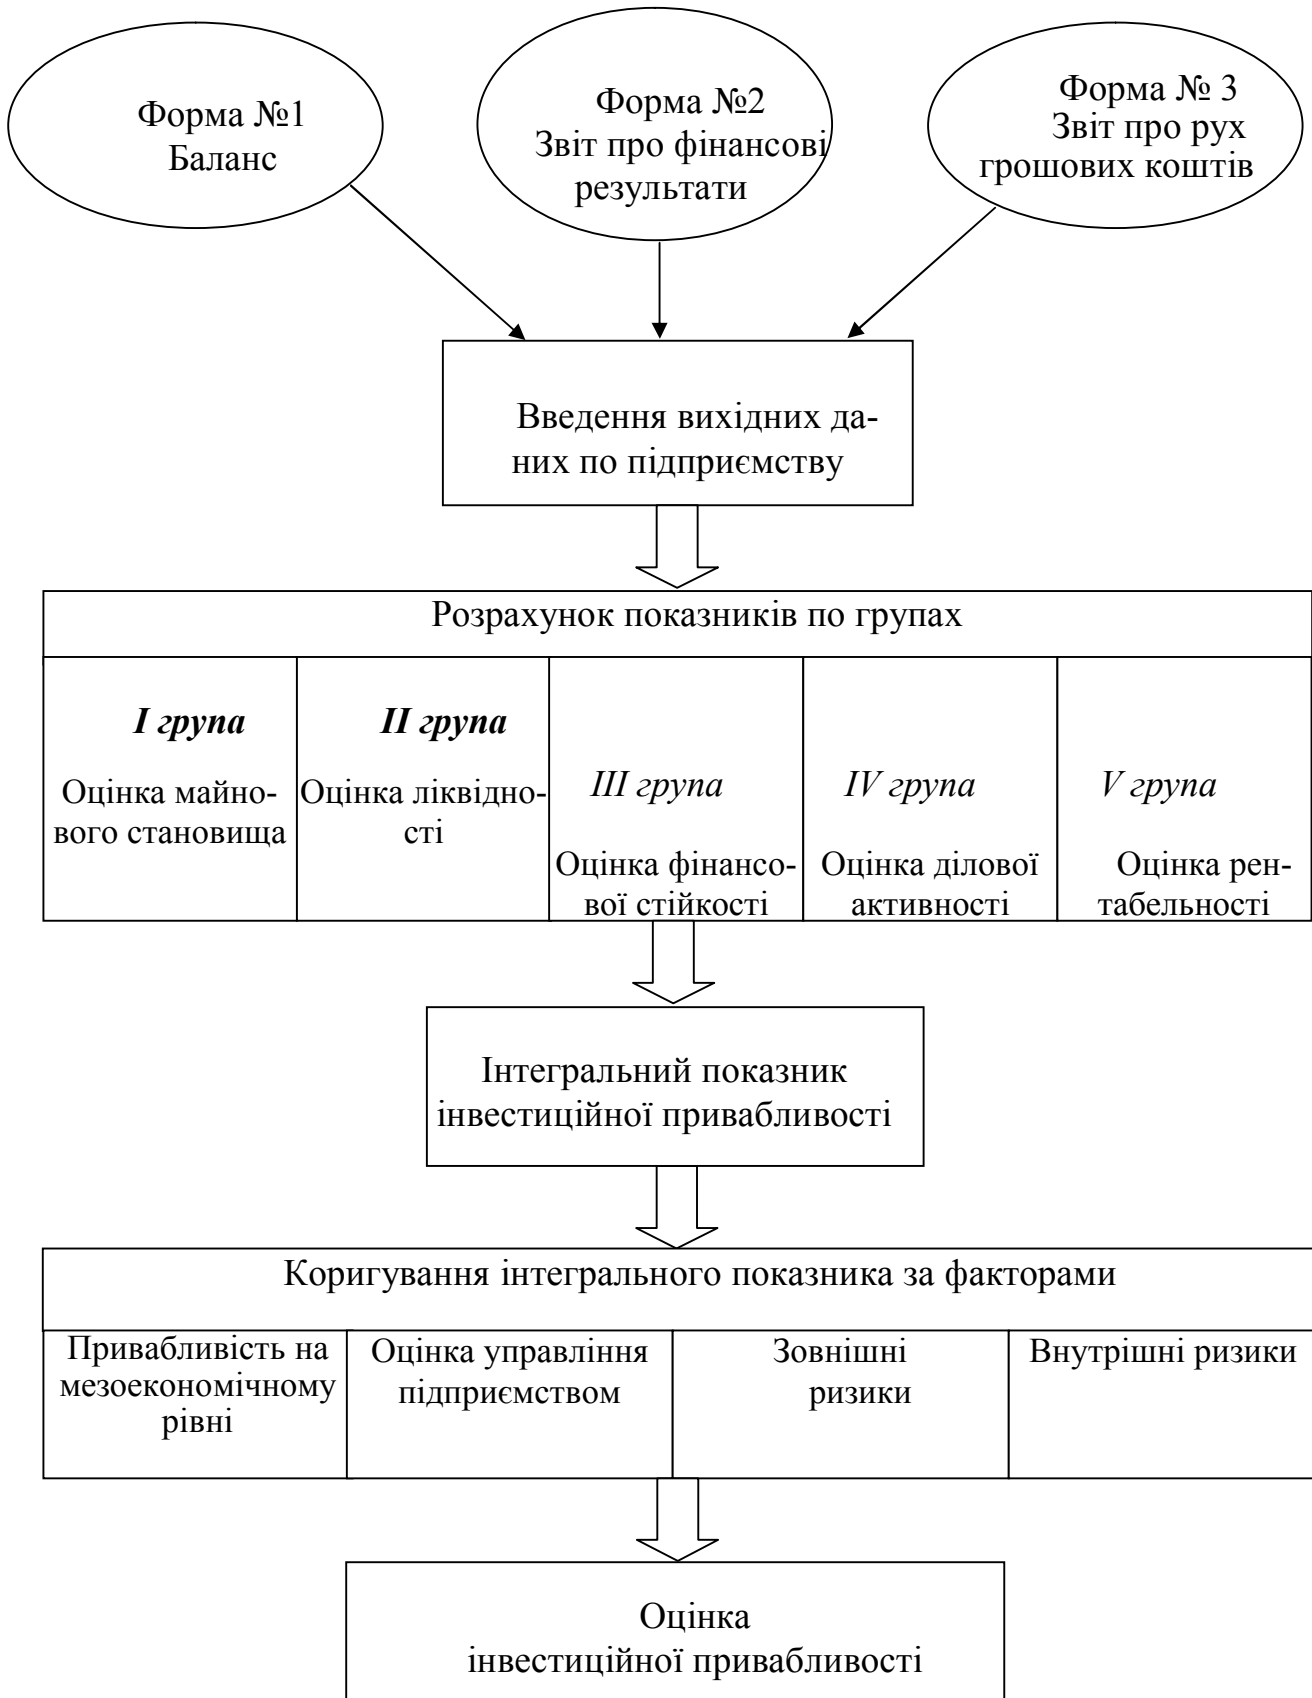 Форма №1
Баланс
Форма №2
Звіт про фінансові
результати
Форма № 3
Звіт про рух
грошових коштів
Введення вихідних да-
них по підприємству
Розрахунок показників по групах
I група
Оцінка майно-
вого становища
II група
Оцінка ліквідно-
сті
III група
Оцінка фінансо-
вої стійкості
IV група
Оцінка ділової
активності
V група
Оцінка рен-
табельності
Інтегральний показник
інвестиційної привабливості
Коригування інтегрального показника за факторами
Привабливість на
мезоекономічному
рівні
Оцінка управління
підприємством
Зовнішні
ризики
Внутрішні ризики
Оцінка
інвестиційної привабливості